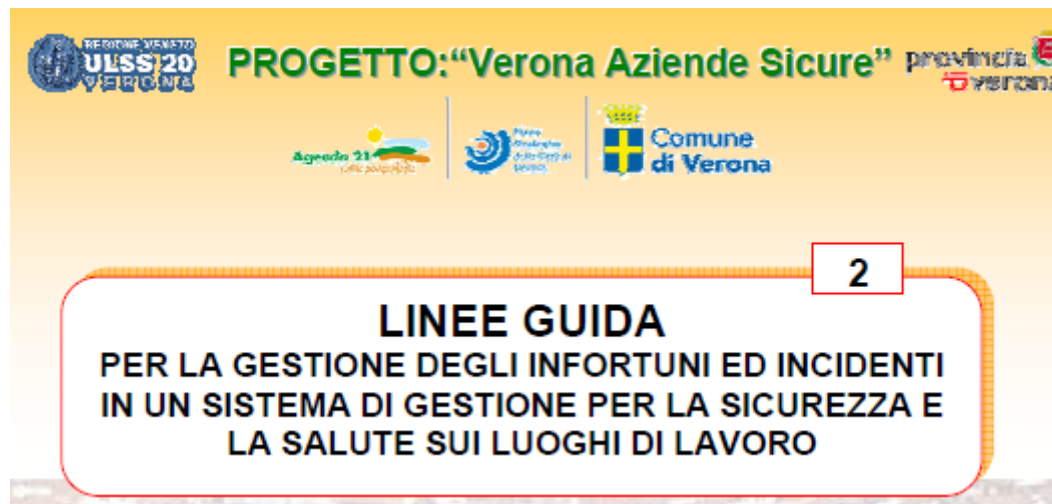 REGIONE VENETO
ULSS 20
VERONA
PROGETTO:“Verona Aziende Sicure”
provincia
verona
Agenda 21
Comune
di Verona
2
LINEE GUIDA
PER LA GESTIONE DEGLI INFORTUNI ED INCIDENTI
IN UN SISTEMA DI GESTIONE PER LA SICUREZZA E
LA SALUTE SUI LUOGHI DI LAVORO